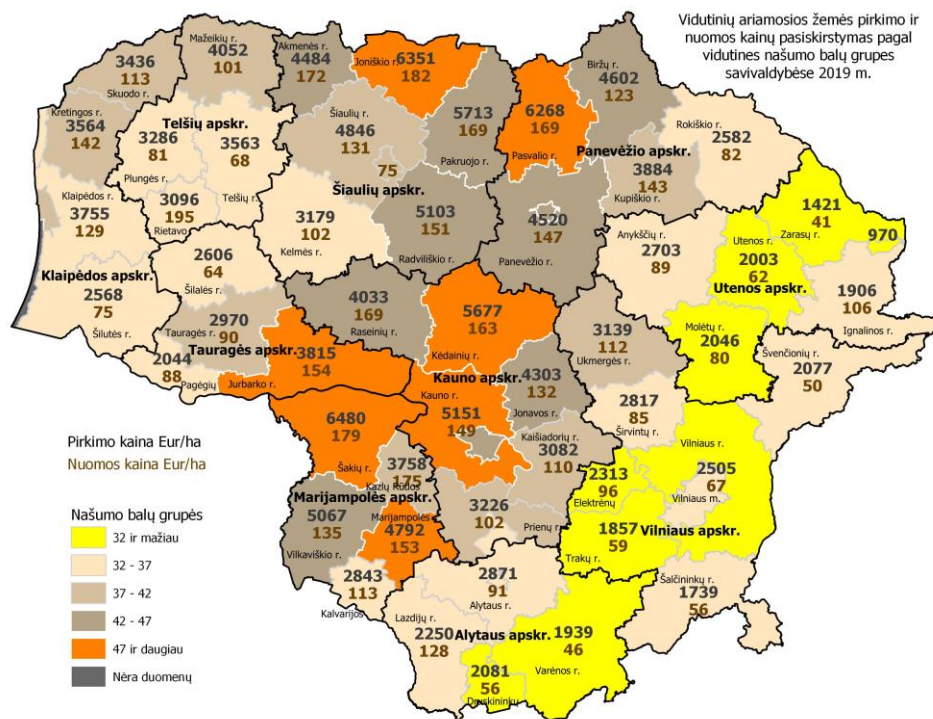 Vidutinių ariamosios žemės pirkimo ir
nuomos kainų pasiskirstymas pagal
vidutines našumo balų grupes
savivaldybėse 2019 m.
Mažeikių r.
4052
101
3436
113
Skuodo r.
Akmenės r.
4484
172
Joniškio r.
6351
182
Biržų r.
4602
123
Kretingos r.
3564
142
Telšių apskr.
3286
81
Plungės r.
3563
68
Telšių r.
Šiaulių r.
4846
131
75
Šiaulių apskr.
5713
169
Pakruojo r.
6268
169
Pasvalio r.
Panevėžio apskr.
3884
143
Kupiškio r.
Rokiškio r.
2582
82
Klaipėdos r.
3755
129
3096
195
Rietavo
3179
102
Kelmės r.
5103
151
Radviliškio r.
4520
147
Panevėžio r.
Anykščių r.
2703
89
1421
41
Zarasų r.
970
Utenos r.
2003
62
Utenos apskr.
1906
106
Ignalinos r.
Klaipėdos apskr.
2568
75
Šilutės r.
2606
64
Šilalės r.
2970
90
Tauragės r.
Tauragės apskr.
4033
169
Raseinių r.
5677
163
Kėdainių r.
3139
112
Ukmergės r.
Molėtų r.
2046
80
Švenčionių r.
2077
50
2044
88
Pagėgių
3815
154
Jurbarko r.
Kauno apskr.
Kauno r.
5151
149
4303
132
Jonavos r.
2817
85
Širvintų r.
6480
179
Šakių r.
Kaišiadorių r.
3082
110
Vilniaus r.
2505
67
Vilniaus m.
2313
96
Elektrėnų
3758
175
Kazlų Rūdos
Marijampolės apskr.
5067
135
Vilkaviškio r.
Marijampolės
4792
153
3226
102
Prienų r.
1857
59
Trakų r.
Vilniaus apskr.
2843
113
Kalvarijos
2871
91
Alytaus r.
Šalčininkų r.
1739
56
Lazdijų r.
2250
128
Alytaus apskr.
1939
46
Varėnos r.
2081
56
Druskininkų
Pirkimo kaina Eur/ha
Nuomos kaina Eur/ha
Našumo balų grupės
32 ir mažiau
32 - 37
37 - 42
42 - 47
47 ir daugiau
Nėra duomenų